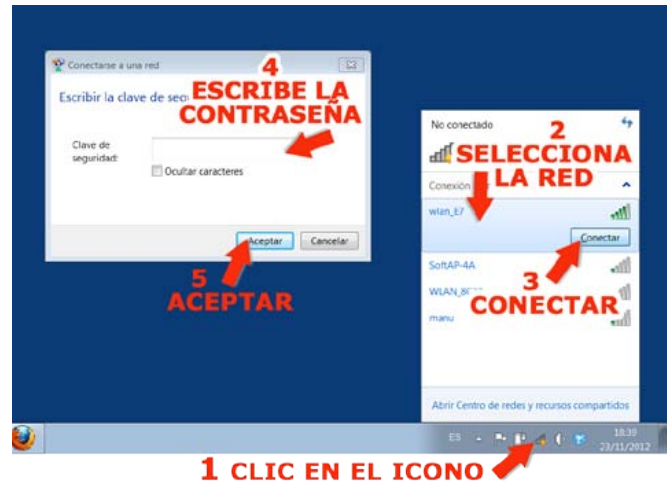 Conectarse a una red
4
ESCRIBE LA
CONTRASEÑA
Escribir la clave de
Clave de
seguridad:
Ocultar caracteres
Aceptar
Cancelar
5
ACEPTAR
No conectado
2
SELECCIONA
LA RED
Conexión
wlan_E7
Conectar
SoftAP-4A
3
CONECTAR
manu
Abrir Centro de redes y recursos compartidos
ES
18:39
23/11/2012
1 CLIC EN EL ICONO